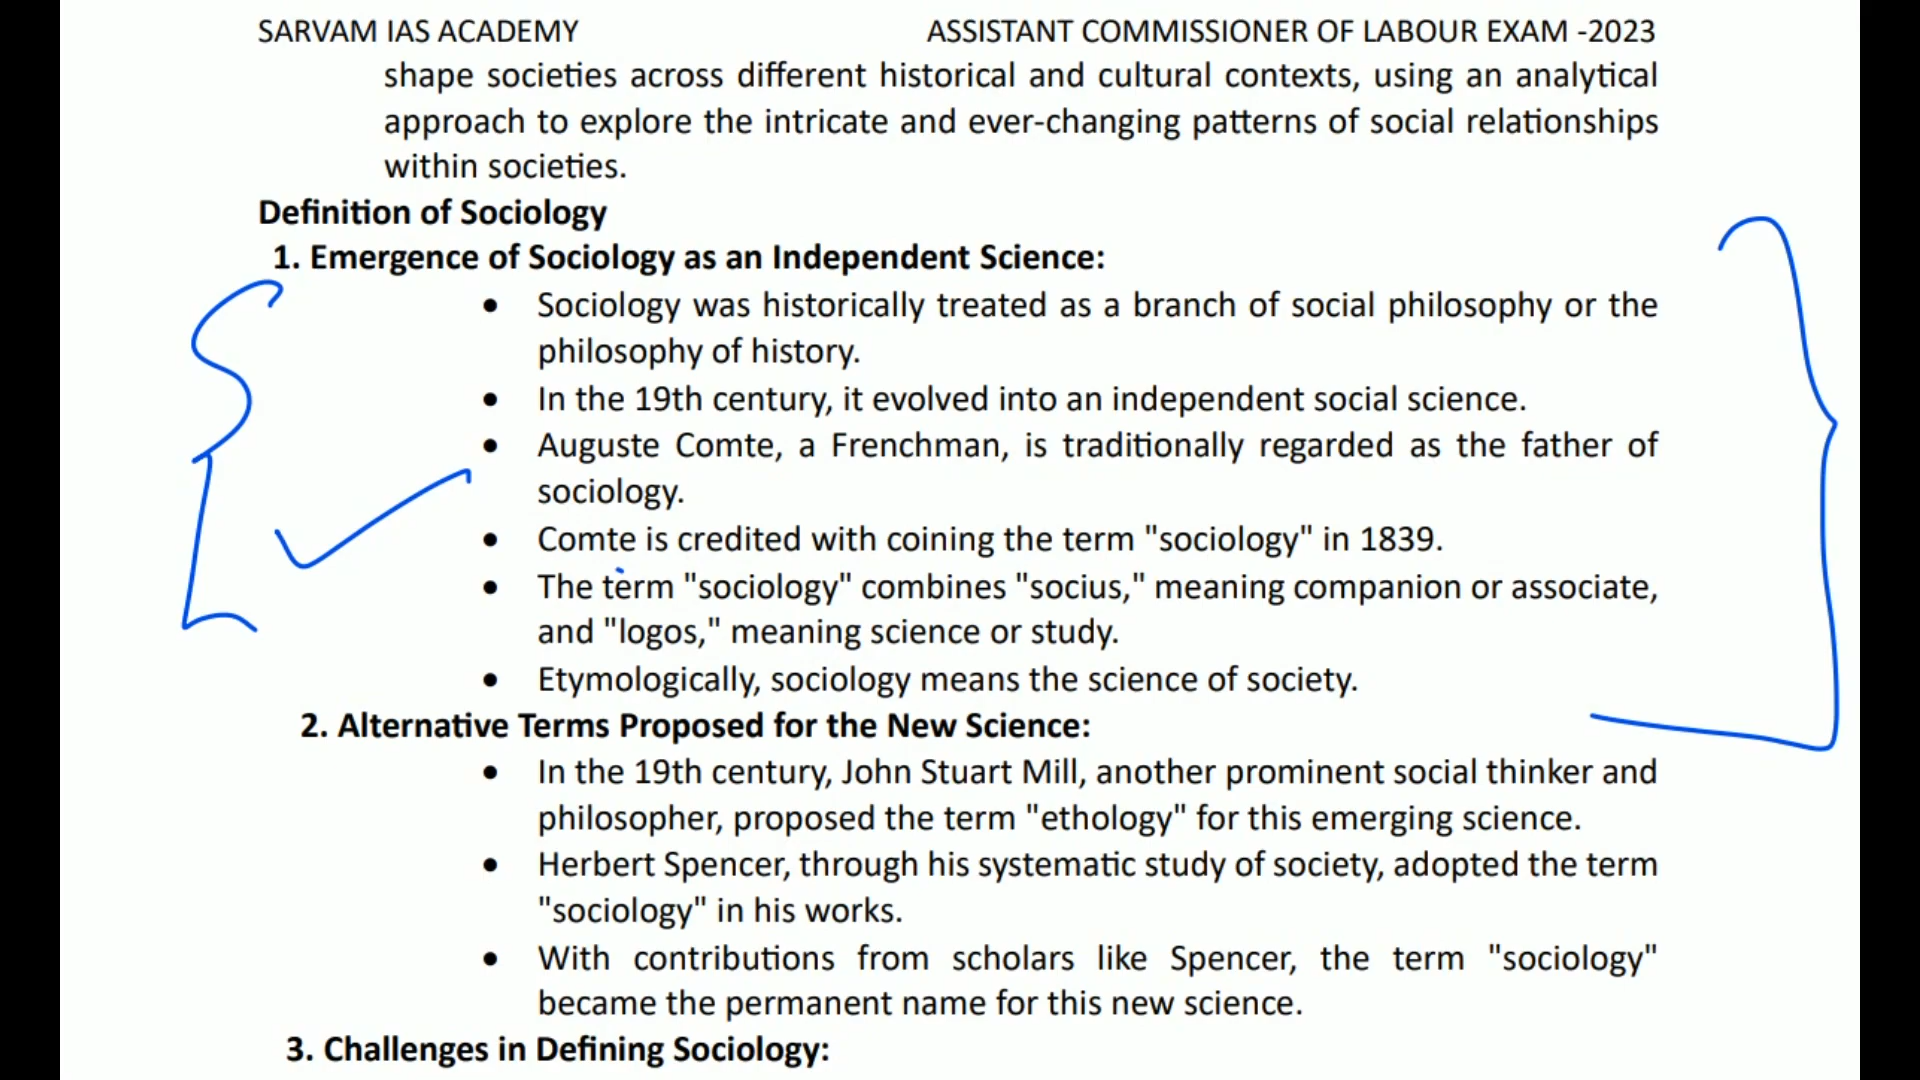 SARVAM IAS ACADEMY ASSISTANT COMMISSIONER OF LABOUR EXAM -2023
shape societies across different historical and cultural contexts, using an analytical
approach to explore the intricate and ever-changing patterns of social relationships
within societies.
Definition of Sociology
1. Emergence of Sociology as an Independent Science:
• Sociology was historically treated as a branch of social philosophy or the
philosophy of history.
• In the 19th century, it evolved into an independent social science.
• Auguste Comte, a Frenchman, is traditionally regarded as the father of
sociology.
• Comte is credited with coining the term "sociology" in 1839.
• The term "sociology" combines "socius," meaning companion or associate,
and "logos," meaning science or study.
• Etymologically, sociology means the science of society.
2. Alternative Terms Proposed for the New Science:
• In the 19th century, John Stuart Mill, another prominent social thinker and
philosopher, proposed the term "ethology" for this emerging science.
• Herbert Spencer, through his systematic study of society, adopted the term
"sociology" in his works.
• With contributions from scholars like Spencer, the term "sociology"
became the permanent name for this new science.
3. Challenges in Defining Sociology: